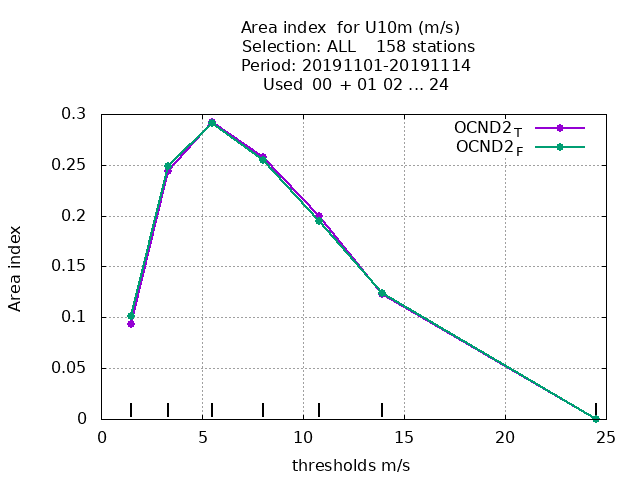 Area index  for U10m (m/s)
Selection: ALL    158 stations
Period: 20191101-20191114
Used  00 + 01 02 ... 24
OCND2_T
OCND2_F
0.3
0.25
0.2
0.15
0.1
0.05
0
Area index
0 5 10 15 20 25
thresholds m/s